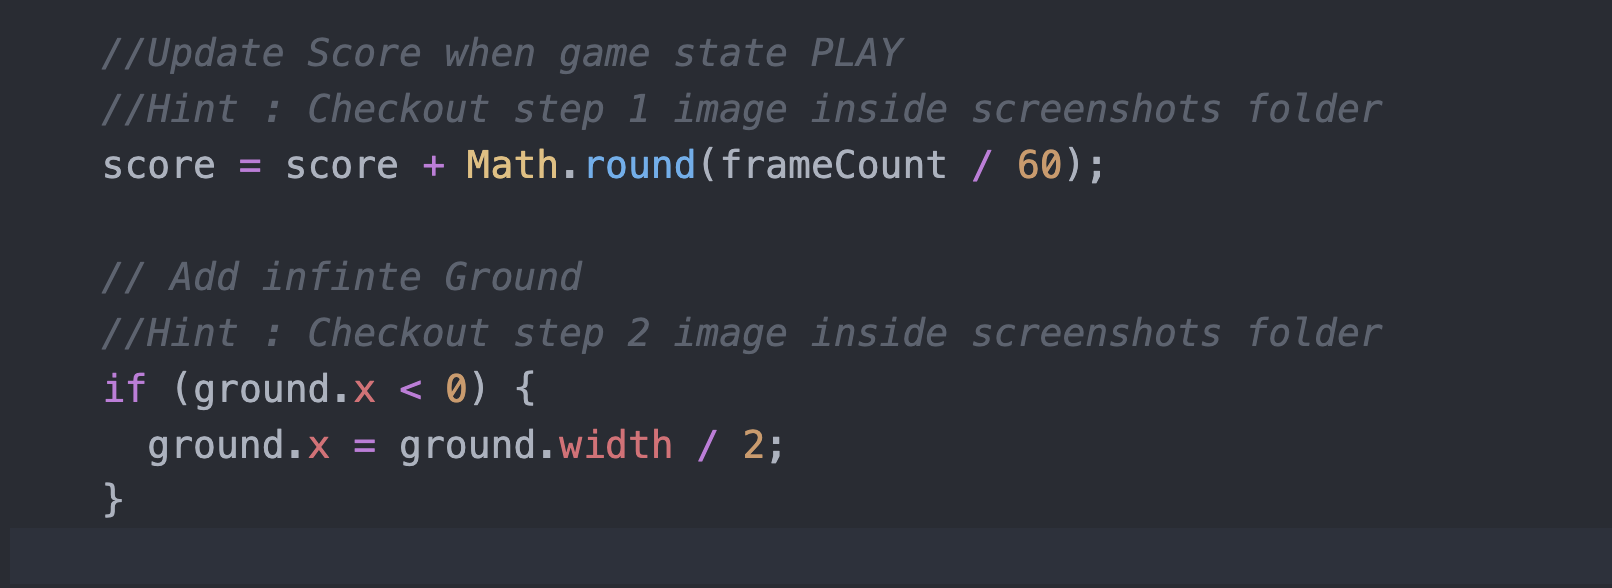 //Update Score when game state PLAY
//Hint : Checkout step 1 image inside screenshots folder
score = score + Math.round(frameCount / 60);
// Add infinte Ground
//Hint : Checkout step 2 image inside screenshots folder
if (ground.x < 0) {
ground.x = ground.width / 2;
}